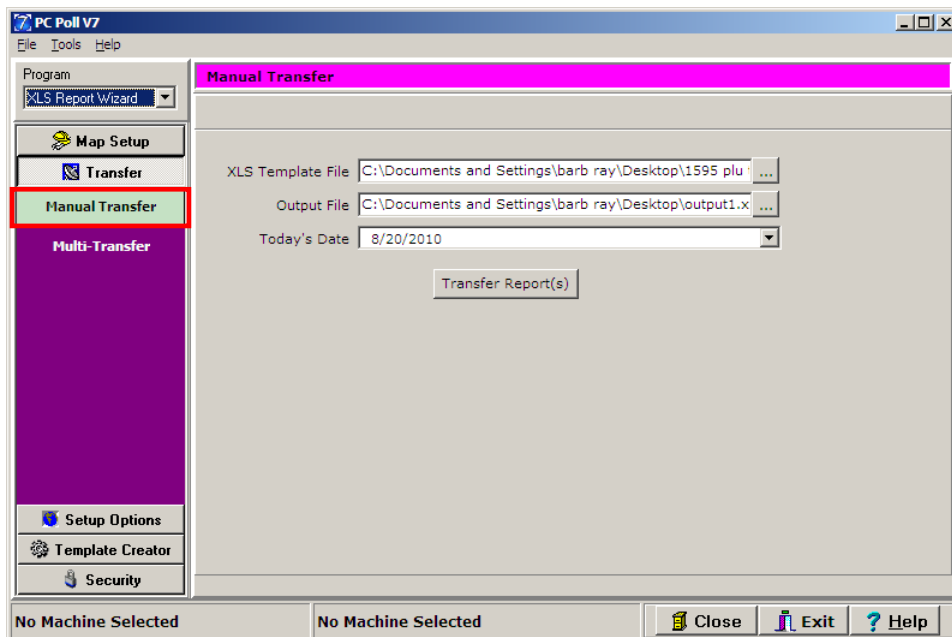 PC Poll V7
File Tools Help
Program
XLS Report Wizard
Map Setup
Transfer
Manual Transfer
Multi-Transfer
Setup Options
Template Creator
Security
Manual Transfer
XLS Template File C:\Documents and Settings\barb ray\Desktop\1595 plu ...
Output File C:\Documents and Settings\barb ray\Desktop\output1.x ...
Today's Date 8/20/2010
Transfer Report(s)
No Machine Selected No Machine Selected Close Exit ? Help